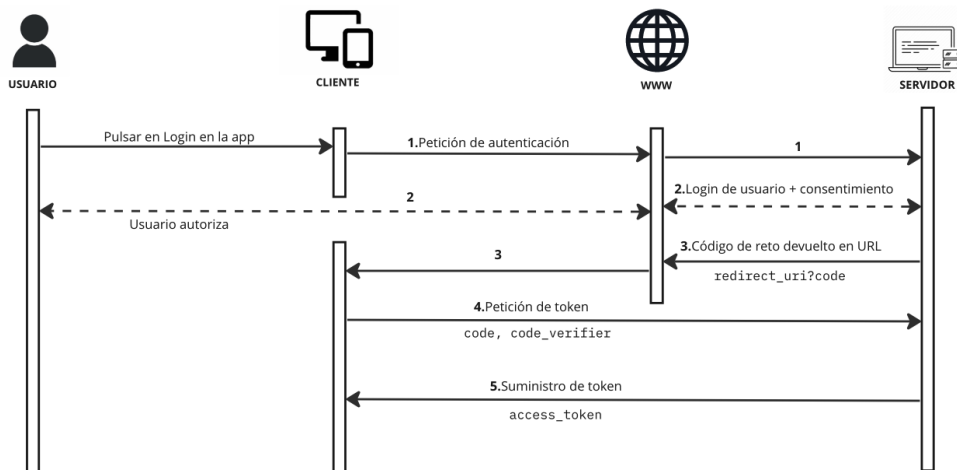 USUARIO
CLIENTE
WWW
SERVIDOR
Pulsar en Login en la app
1.Petición de autenticación
1
2
2.Login de usuario + consentimiento
Usuario autoriza
3
3.Código de reto devuelto en URL
redirect_uri?code
4.Petición de token
code, code_verifier
5.Suministro de token
access_token